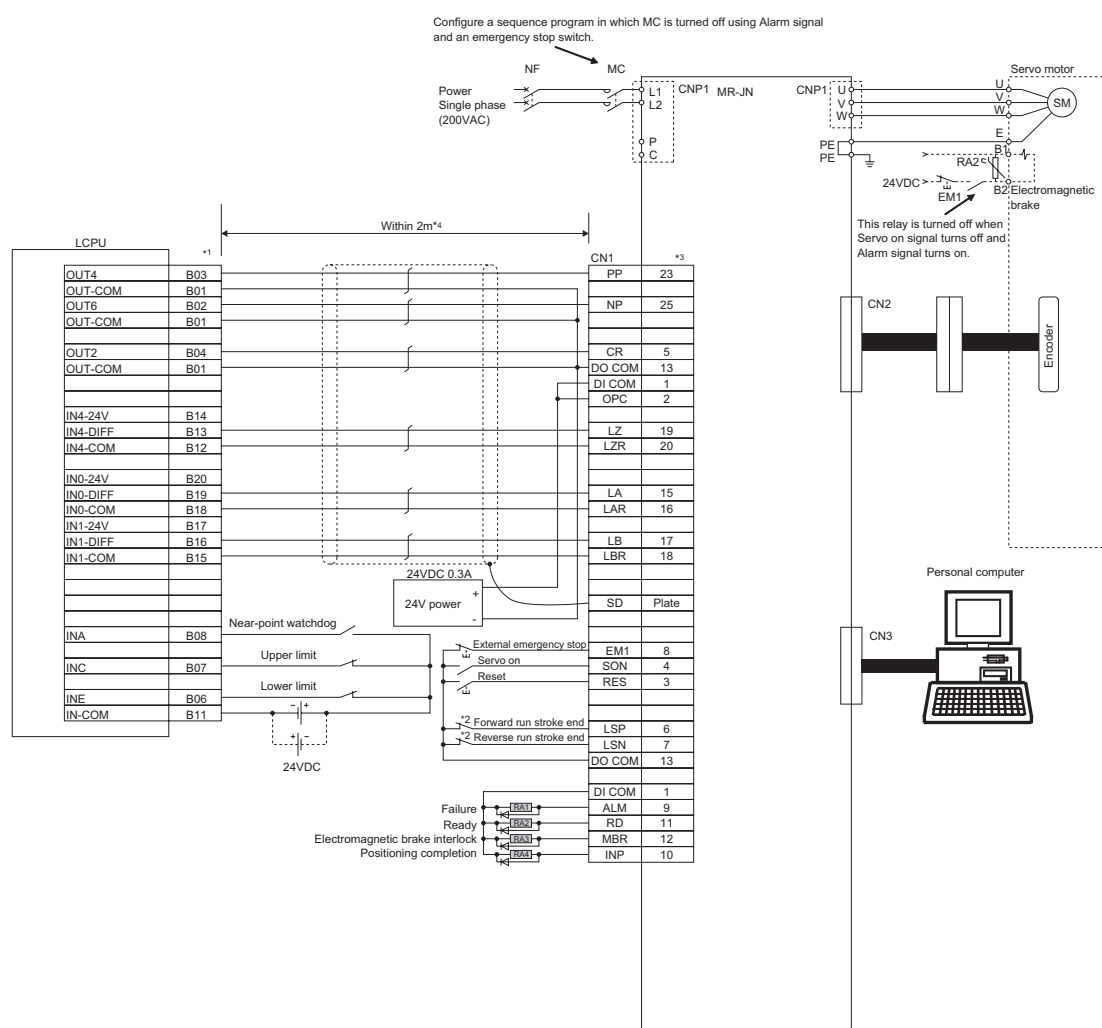 Configure a sequence program in which MC is turned off using Alarm signal
and an emergency stop switch.
NF
MC
Power
Single phase
(200VAC)
L1
L2
P
C
CNP1
MR-JN
CNP1
U
V
W
PE
PE
Servo motor
U
V
W
SM
E
B1
RA2
24VDC
EM1
B2
Electromagnetic
brake
This relay is turned off when
Servo on signal turns off and
Alarm signal turns on.
Within 2m*4
LCPU
*1
CN1
*3
OUT4 B03
OUT-COM B01
OUT6 B02
OUT-COM B01
OUT2 B04
OUT-COM B01
IN4-24V B14
IN4-DIFF B13
IN4-COM B12
IN0-24V B20
IN0-DIFF B19
IN0-COM B18
IN1-24V B17
IN1-DIFF B16
IN1-COM B15
INA B08
INC B07
INE B06
IN-COM B11
PP 23
NP 25
CR 5
DO COM 13
DI COM 1
OPC 2
LZ 19
LZR 20
LA 15
LAR 16
LB 17
LBR 18
SD Plate
EM1 8
SON 4
RES 3
LSP 6
LSN 7
DO COM 13
DI COM 1
ALM 9
RD 11
MBR 12
INP 10
24VDC 0.3A
24V power
+
-
Near-point watchdog
Upper limit
Lower limit
- +
+ -
24VDC
External emergency stop
Servo on
Reset
*2 Forward run stroke end
*2 Reverse run stroke end
Failure RA1
Ready RA2
Electromagnetic brake interlock RA3
Positioning completion RA4
CN2
Encoder
Personal computer
CN3